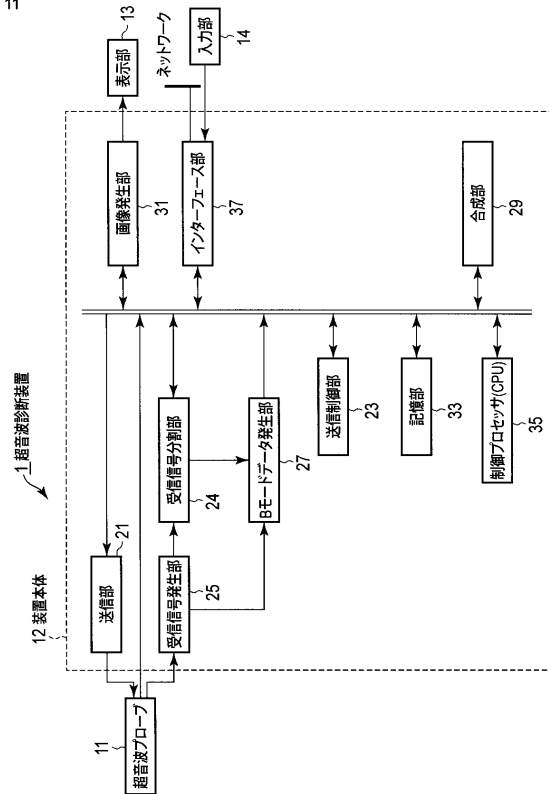 11
1 超音波診断装置
12 装置本体
11
超音波プローブ
送信部
21
受信信号発生部
25
受信信号分割部
24
Bモードデータ発生部
27
送信制御部
23
記憶部
33
制御プロセッサ(CPU)
35
画像発生部
31
インターフェース部
37
合成部
29
表示部
13
ネットワーク
入力部
14